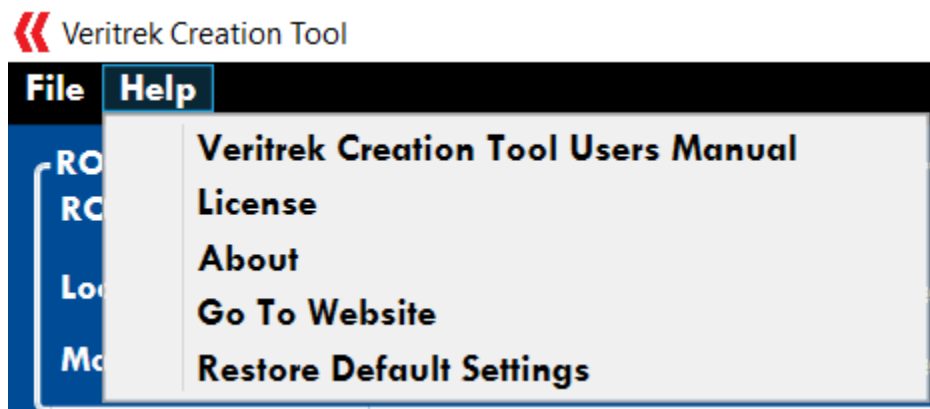 Veritrek Creation Tool
File Help
Veritrek Creation Tool Users Manual
License
About
Go To Website
Restore Default Settings